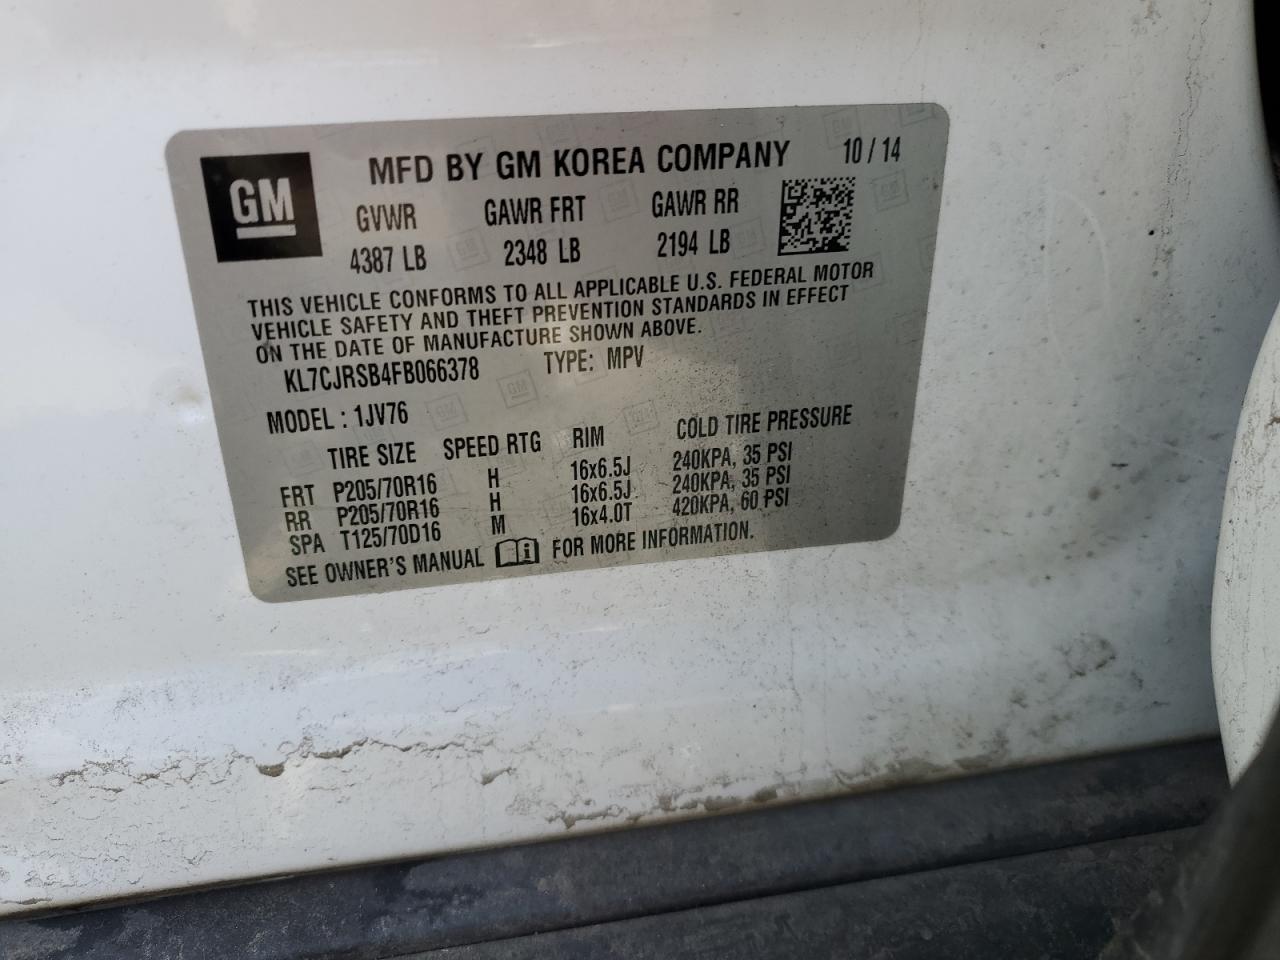 GM
MFD BY GM KOREA COMPANY 10 / 14
GVWR GAWR FRT GAWR RR
4387 LB 2348 LB 2194 LB
THIS VEHICLE CONFORMS TO ALL APPLICABLE U.S. FEDERAL MOTOR
VEHICLE SAFETY AND THEFT PREVENTION STANDARDS IN EFFECT
ON THE DATE OF MANUFACTURE SHOWN ABOVE.
KL7CJRSB4FB066378 TYPE: MPV
MODEL : 1JV76
TIRE SIZE SPEED RTG RIM COLD TIRE PRESSURE
FRT P205/70R16 H 16x6.5J 240KPA, 35 PSI
RR P205/70R16 H 16x6.5J 240KPA, 35 PSI
SPA T125/70D16 M 16x4.0T 420KPA, 60 PSI
SEE OWNER'S MANUAL FOR MORE INFORMATION.